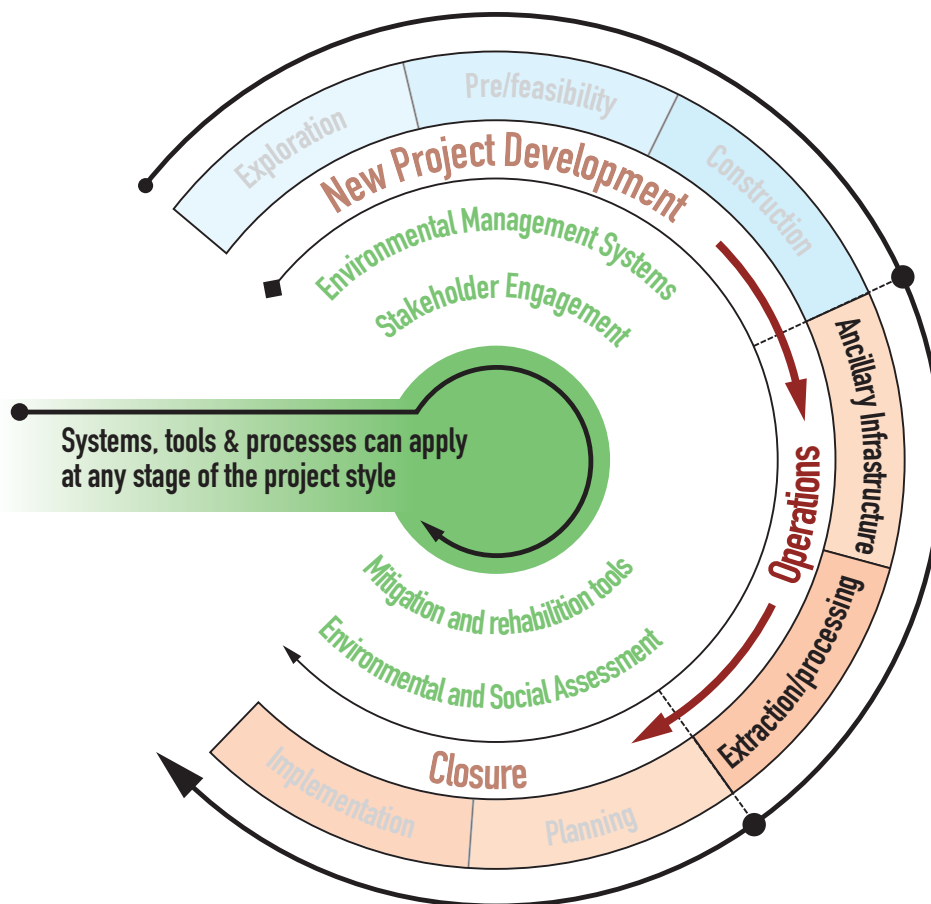 Exploration
Pre/feasibility
Construction
New Project Development
Environmental Management Systems
Stakeholder Engagement
Ancillary Infrastructure
Systems, tools & processes can apply
at any stage of the project style
Operations
Extraction/processing
Mitigation and rehabilition tools
Environmental and Social Assessment
Closure
Implementation
Planning